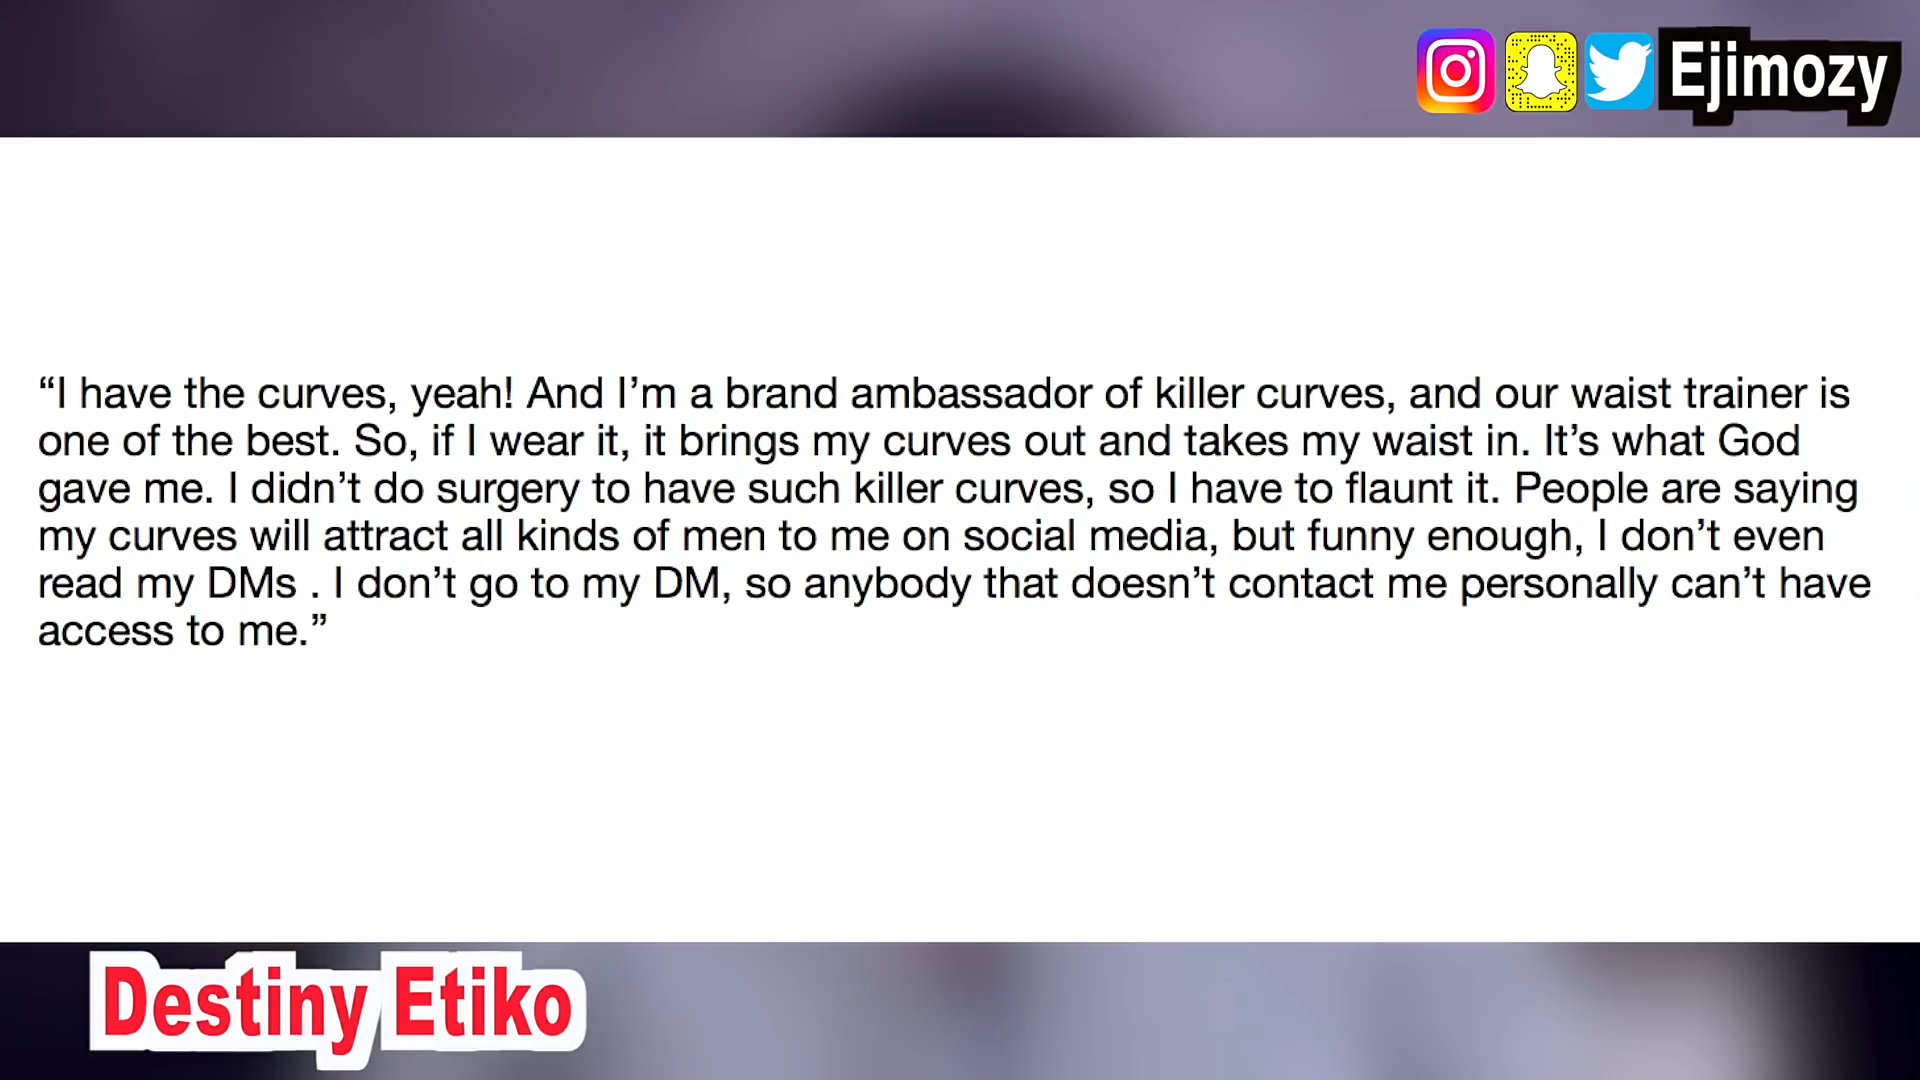 Ejimozy
“I have the curves, yeah! And I’m a brand ambassador of killer curves, and our waist trainer is
one of the best. So, if I wear it, it brings my curves out and takes my waist in. It’s what God
gave me. I didn’t do surgery to have such killer curves, so I have to flaunt it. People are saying
my curves will attract all kinds of men to me on social media, but funny enough, I don’t even
read my DMs . I don’t go to my DM, so anybody that doesn’t contact me personally can’t have
access to me.”
Destiny Etiko